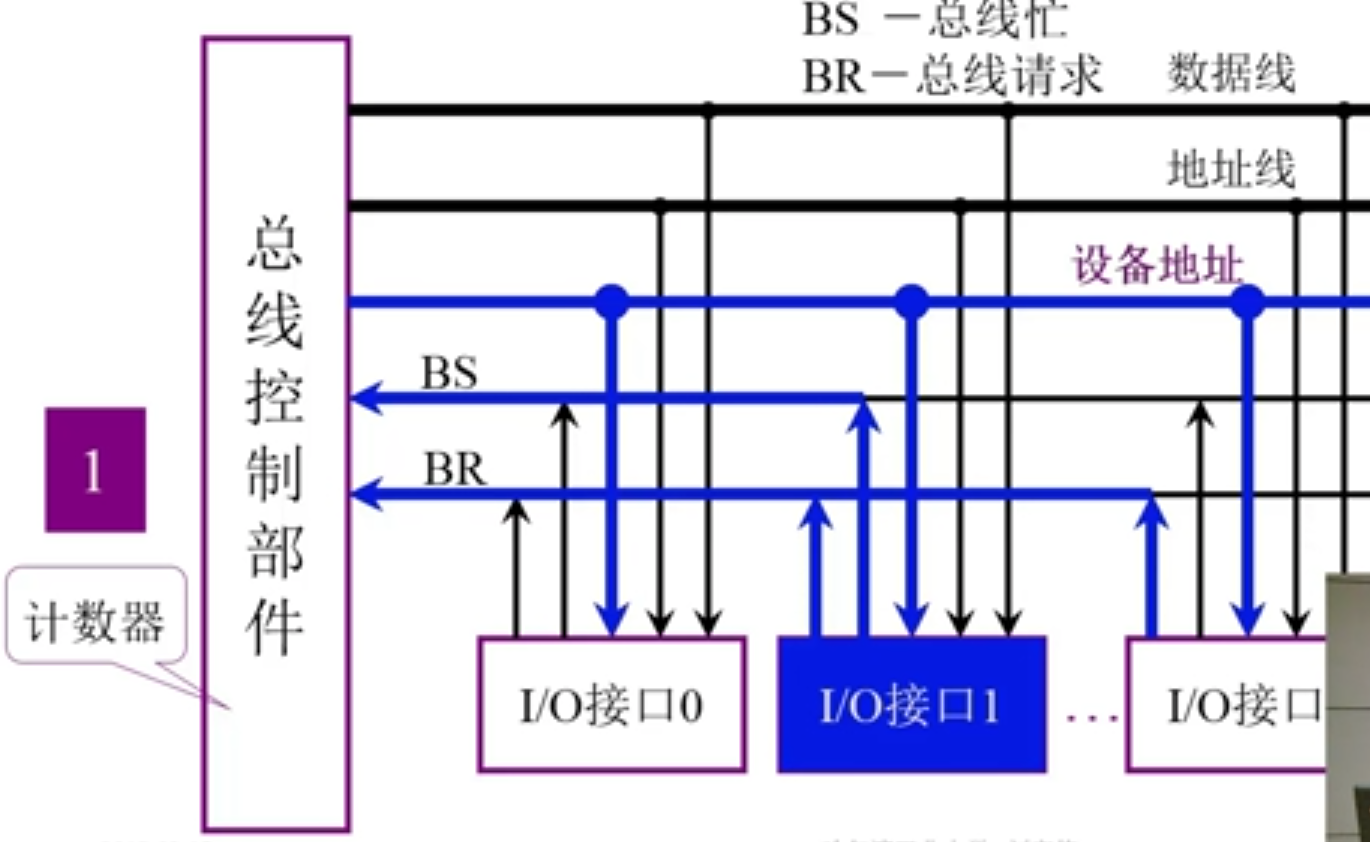 BS －总线忙
BR－总线请求
数据线
地址线
设备地址
BS
BR
总线控制部件
1
计数器
I/O接口0
I/O接口1
…
I/O接口